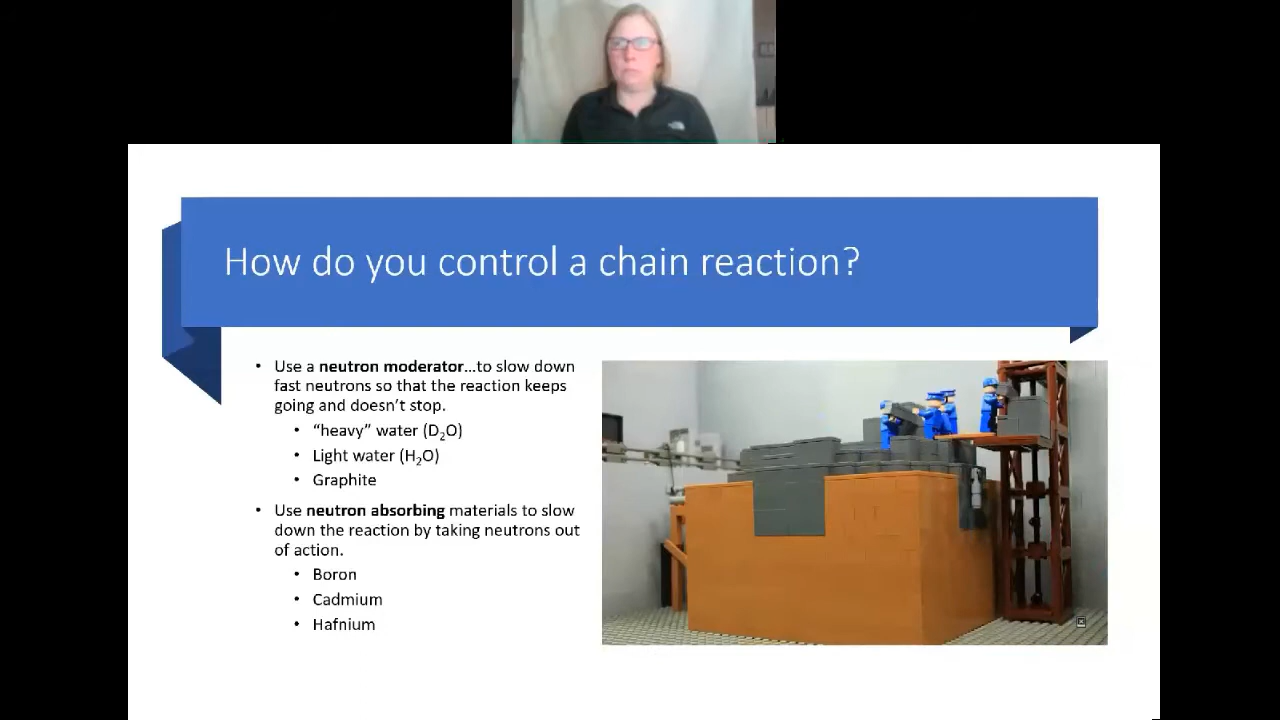 How do you control a chain reaction?
• Use a neutron moderator...to slow down
fast neutrons so that the reaction keeps
going and doesn't stop.
• “heavy” water (D₂O)
• Light water (H₂O)
• Graphite
• Use neutron absorbing materials to slow
down the reaction by taking neutrons out
of action.
• Boron
• Cadmium
• Hafnium